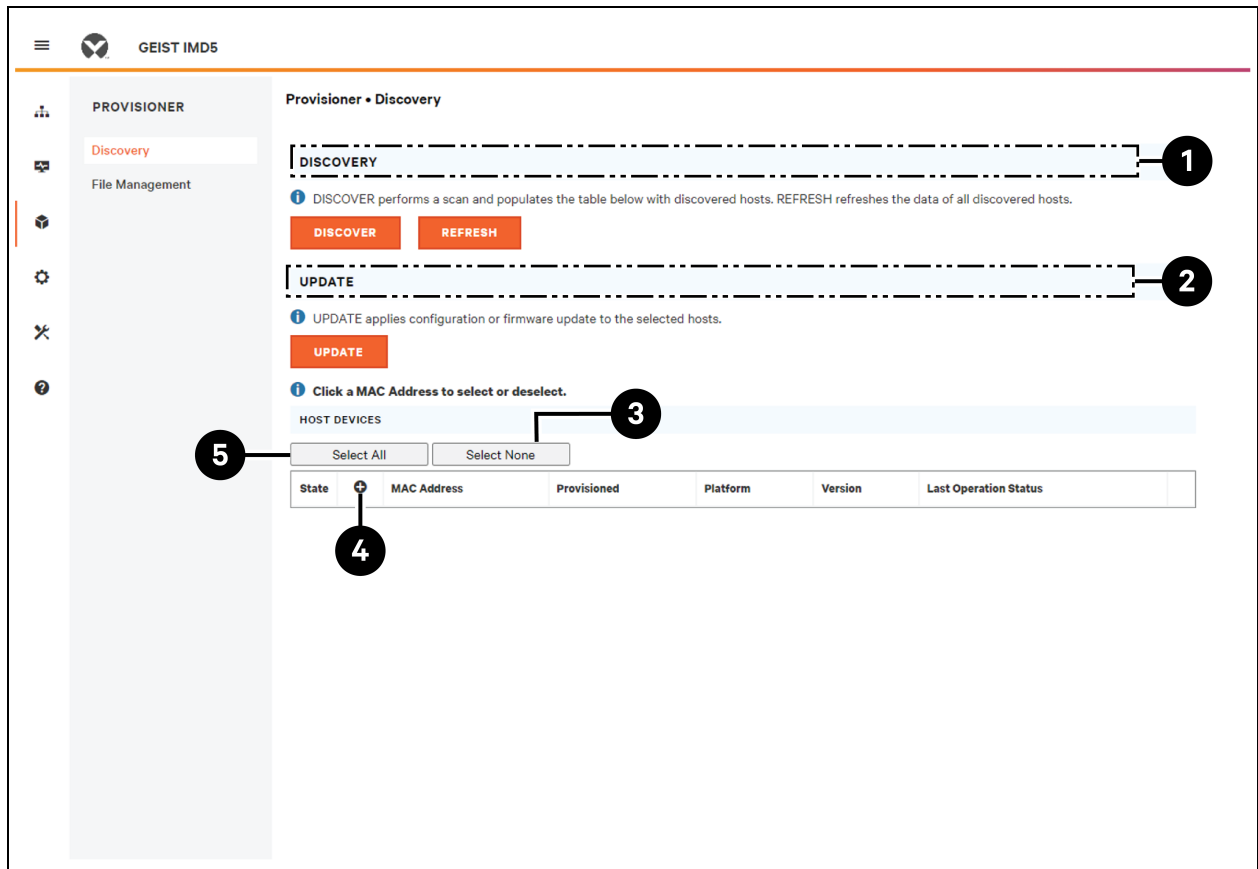 GEIST IMD5
PROVISIONER
Discovery
File Management
Provisioner • Discovery
DISCOVERY
1
DISCOVER performs a scan and populates the table below with discovered hosts. REFRESH refreshes the data of all discovered hosts.
DISCOVER REFRESH
UPDATE
2
UPDATE applies configuration or firmware update to the selected hosts.
UPDATE
Click a MAC Address to select or deselect.
HOST DEVICES
3
5
Select All Select None
State MAC Address Provisioned Platform Version Last Operation Status
4